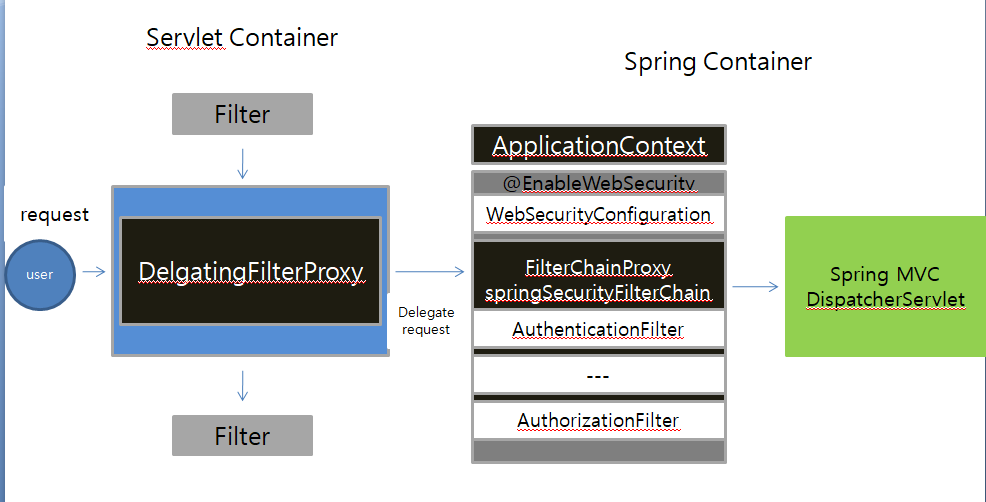 Servlet Container
Spring Container
Filter
ApplicationContext
@EnableWebSecurity
request
WebSecurityConfiguration
user
DelgatingFilterProxy
FilterChainProxy
springSecurityFilterChain
Spring MVC
DispatcherServlet
Delegate
request
AuthenticationFilter
---
AuthorizationFilter
Filter